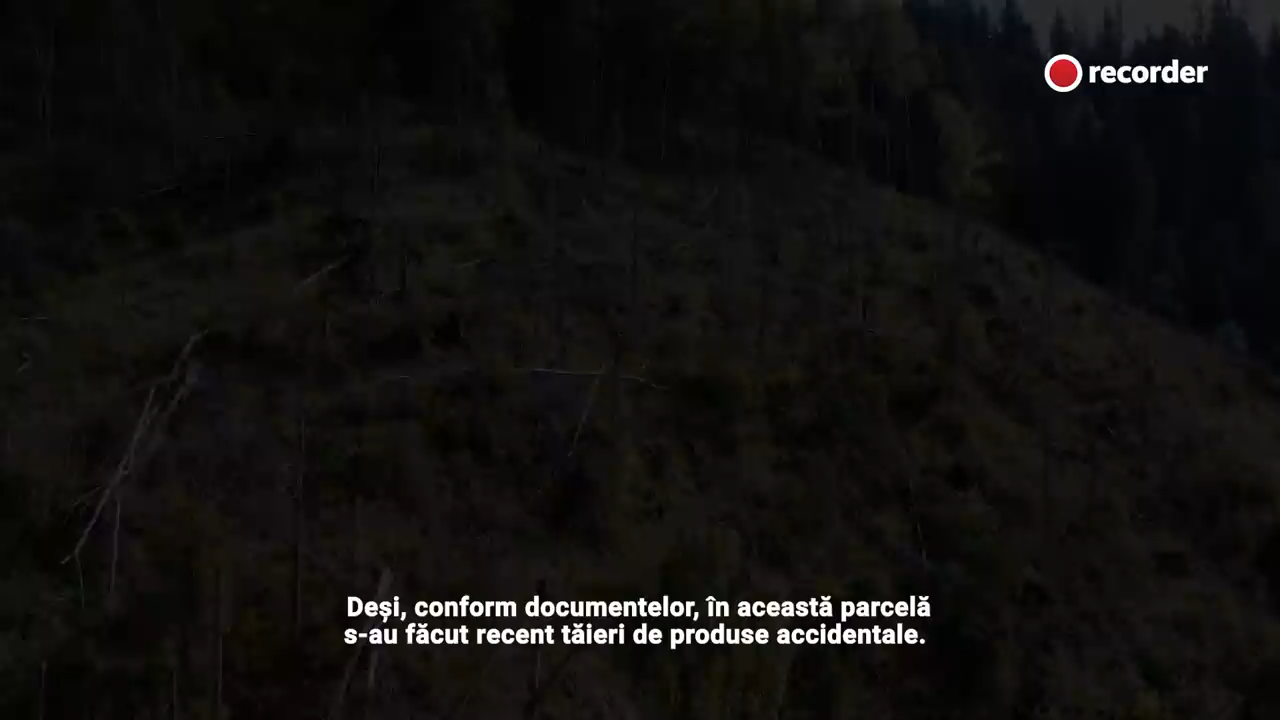 recorder
Deși, conform documentelor, în această parcelă
s-au făcut recent tăieri de produse accidentale.